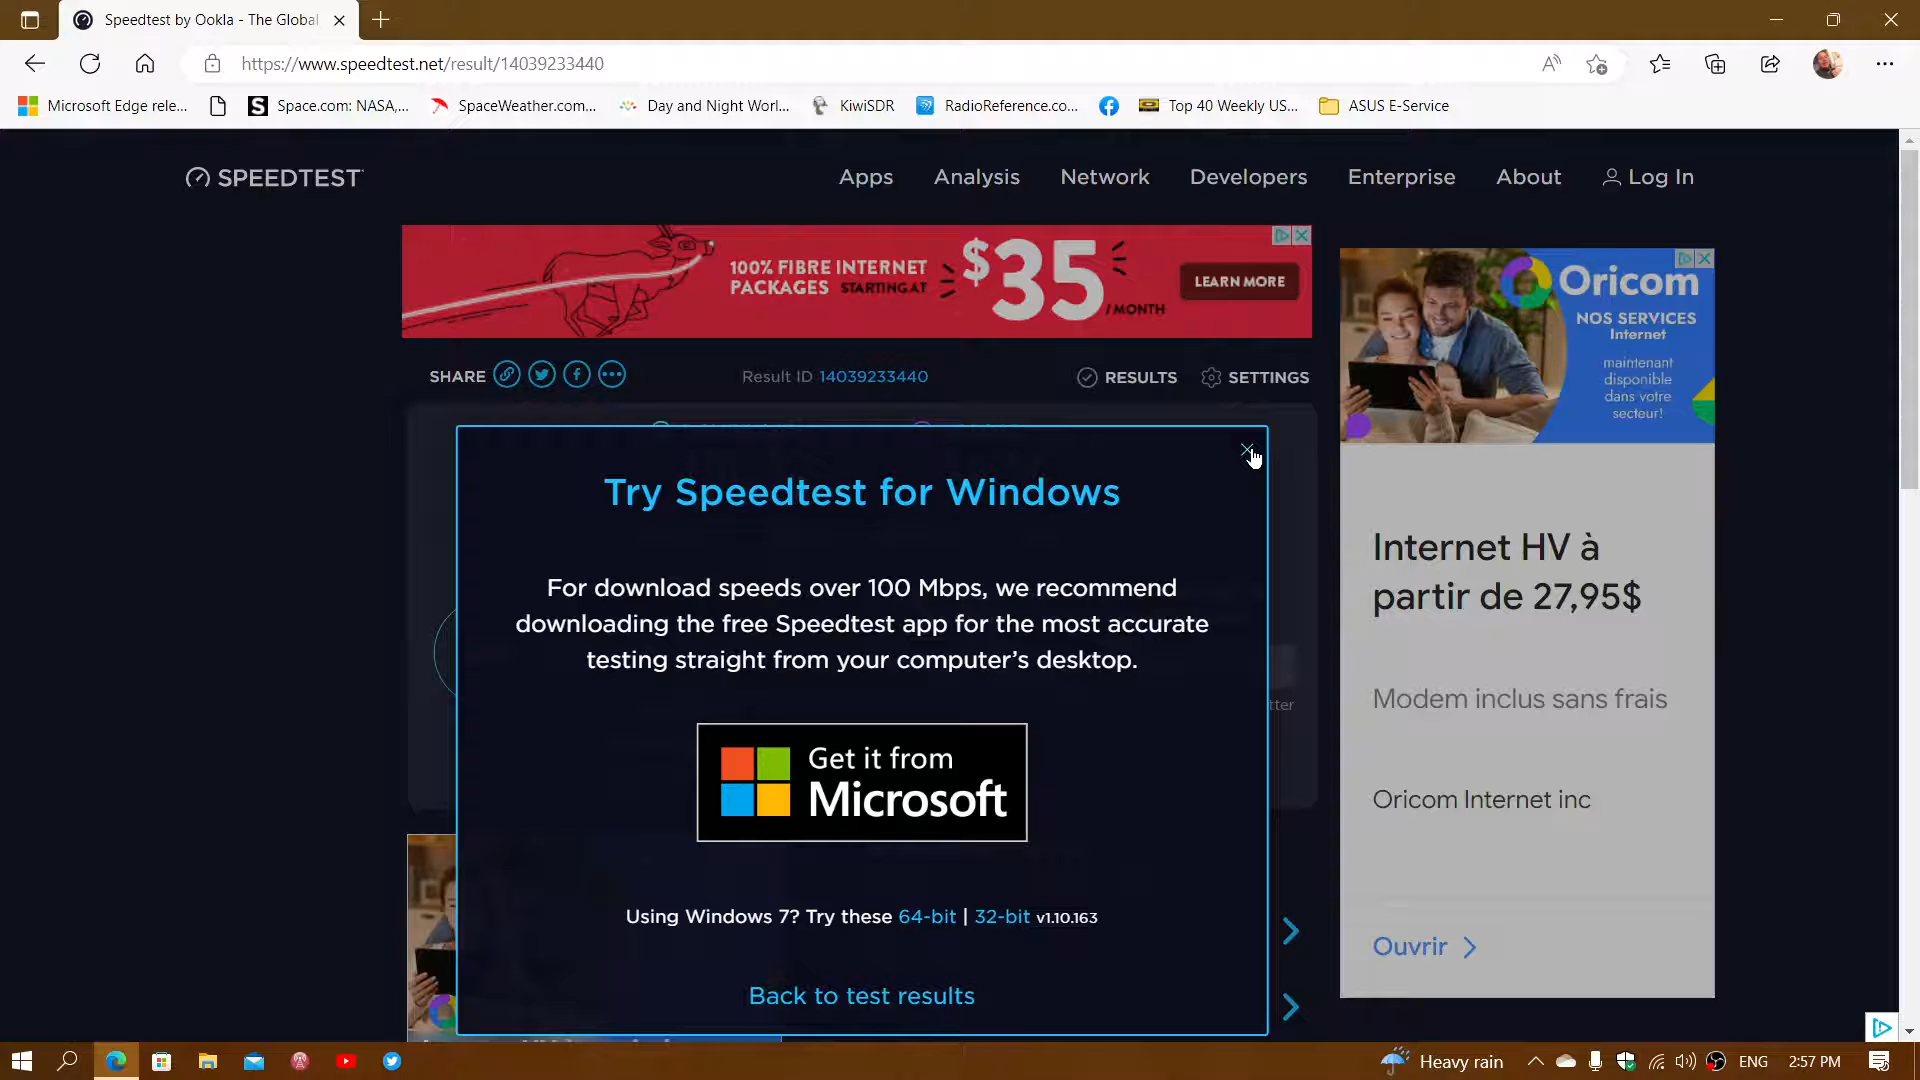 Speedtest by Ookla - The Global
https://www.speedtest.net/result/14039233440
Microsoft Edge rele...
Space.com: NASA,...
SpaceWeather.com...
Day and Night Worl...
KiwiSDR
RadioReference.co...
Top 40 Weekly US...
ASUS E-Service
SPEEDTEST
Apps
Analysis
Network
Developers
Enterprise
About
Log In
100% FIBRE INTERNET
PACKAGES STARTING AT
$35
/MONTH
LEARN MORE
Oricom
NOS SERVICES
Internet
maintenant
disponible
dans votre
secteur!
SHARE
Result ID 14039233440
RESULTS
SETTINGS
Try Speedtest for Windows
For download speeds over 100 Mbps, we recommend
downloading the free Speedtest app for the most accurate
testing straight from your computer's desktop.
tter
Get it from
Microsoft
Using Windows 7? Try these 64-bit | 32-bit v1.10.163
Back to test results
Internet HV à
partir de 27,95$
Modem inclus sans frais
Oricom Internet inc
Ouvrir
Heavy rain
ENG
2:57 PM